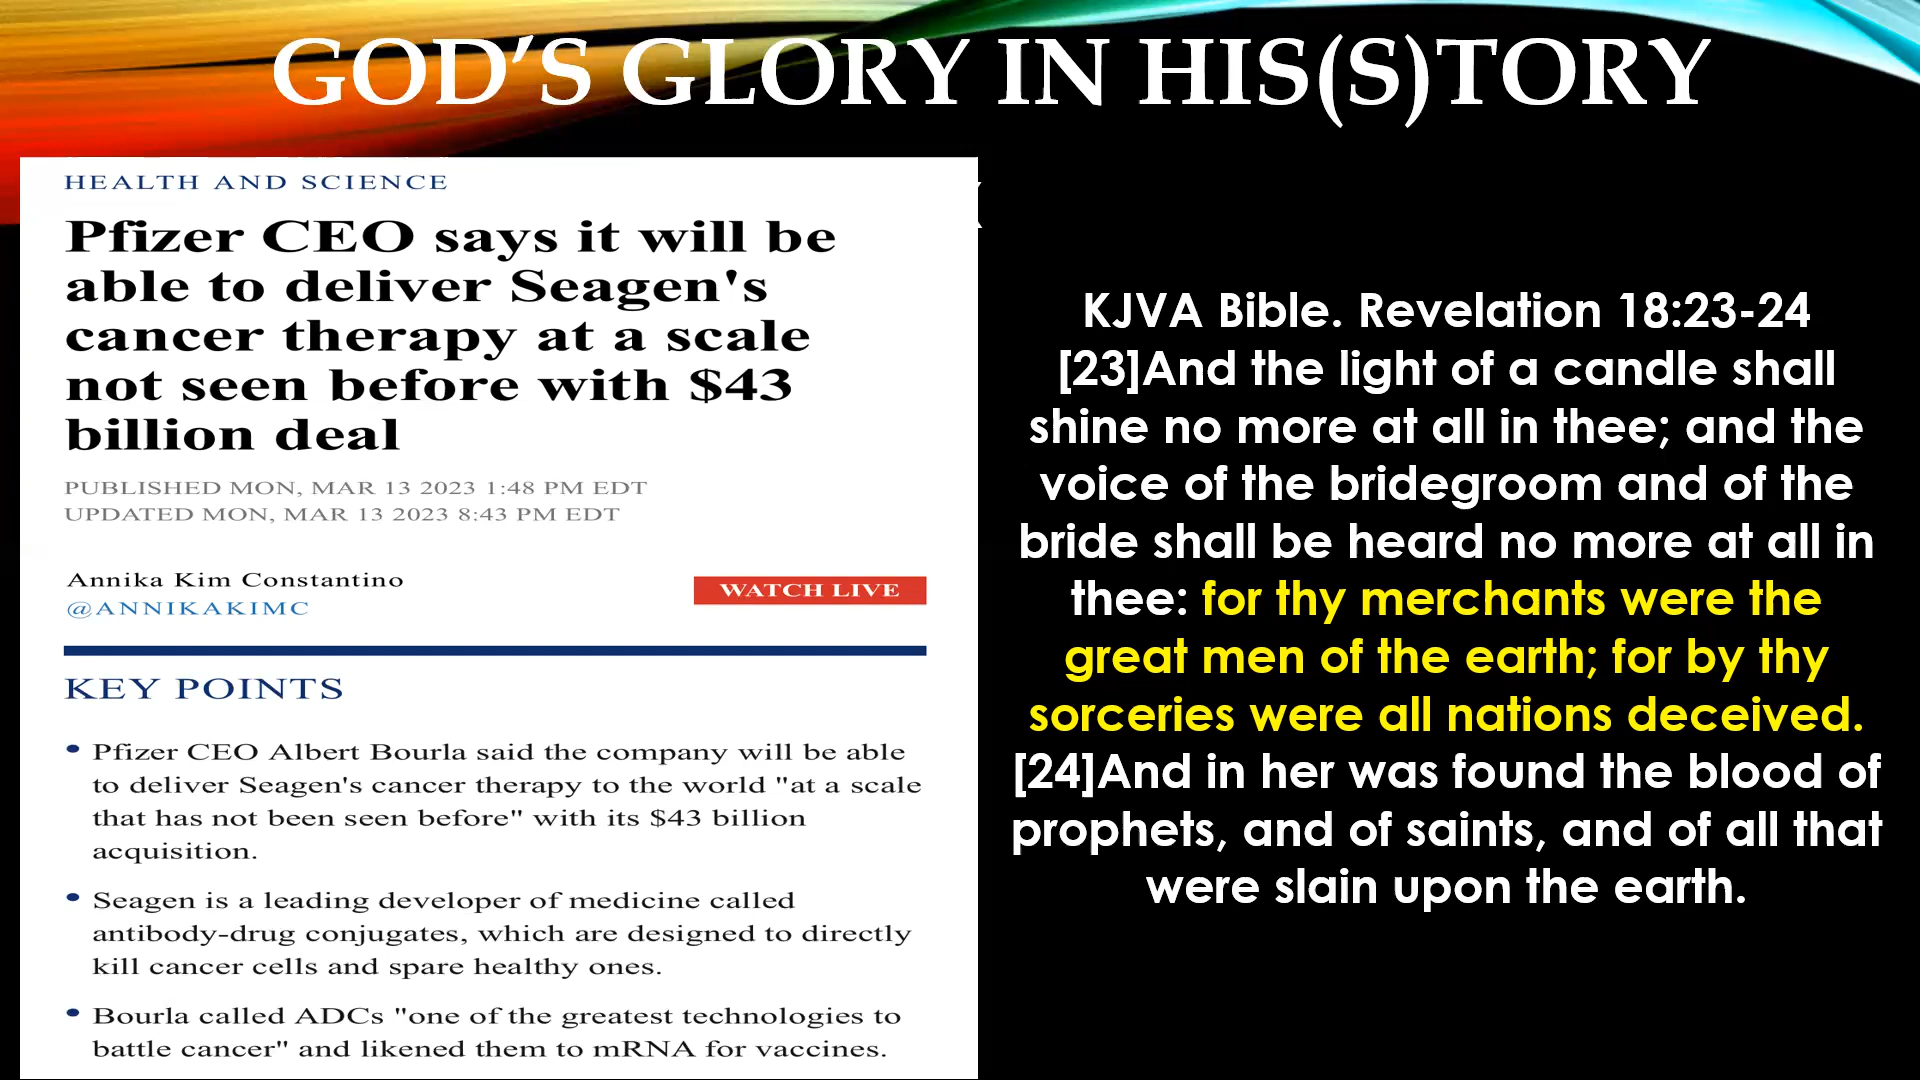 GOD’S GLORY IN HIS(S)TORY
HEALTH AND SCIENCE
Pfizer CEO says it will be
able to deliver Seagen's
cancer therapy at a scale
not seen before with $43
billion deal
PUBLISHED MON, MAR 13 2023 1:48 PM EDT
UPDATED MON, MAR 13 2023 8:43 PM EDT
Annika Kim Constantino
@ANNIKAKIMC
WATCH LIVE
KEY POINTS
• Pfizer CEO Albert Bourla said the company will be able
to deliver Seagen's cancer therapy to the world "at a scale
that has not been seen before" with its $43 billion
acquisition.
• Seagen is a leading developer of medicine called
antibody-drug conjugates, which are designed to directly
kill cancer cells and spare healthy ones.
• Bourla called ADCs "one of the greatest technologies to
battle cancer" and likened them to mRNA for vaccines.
KJVA Bible. Revelation 18:23-24
[23]And the light of a candle shall
shine no more at all in thee; and the
voice of the bridegroom and of the
bride shall be heard no more at all in
thee: for thy merchants were the
great men of the earth; for by thy
sorceries were all nations deceived.
[24]And in her was found the blood of
prophets, and of saints, and of all that
were slain upon the earth.